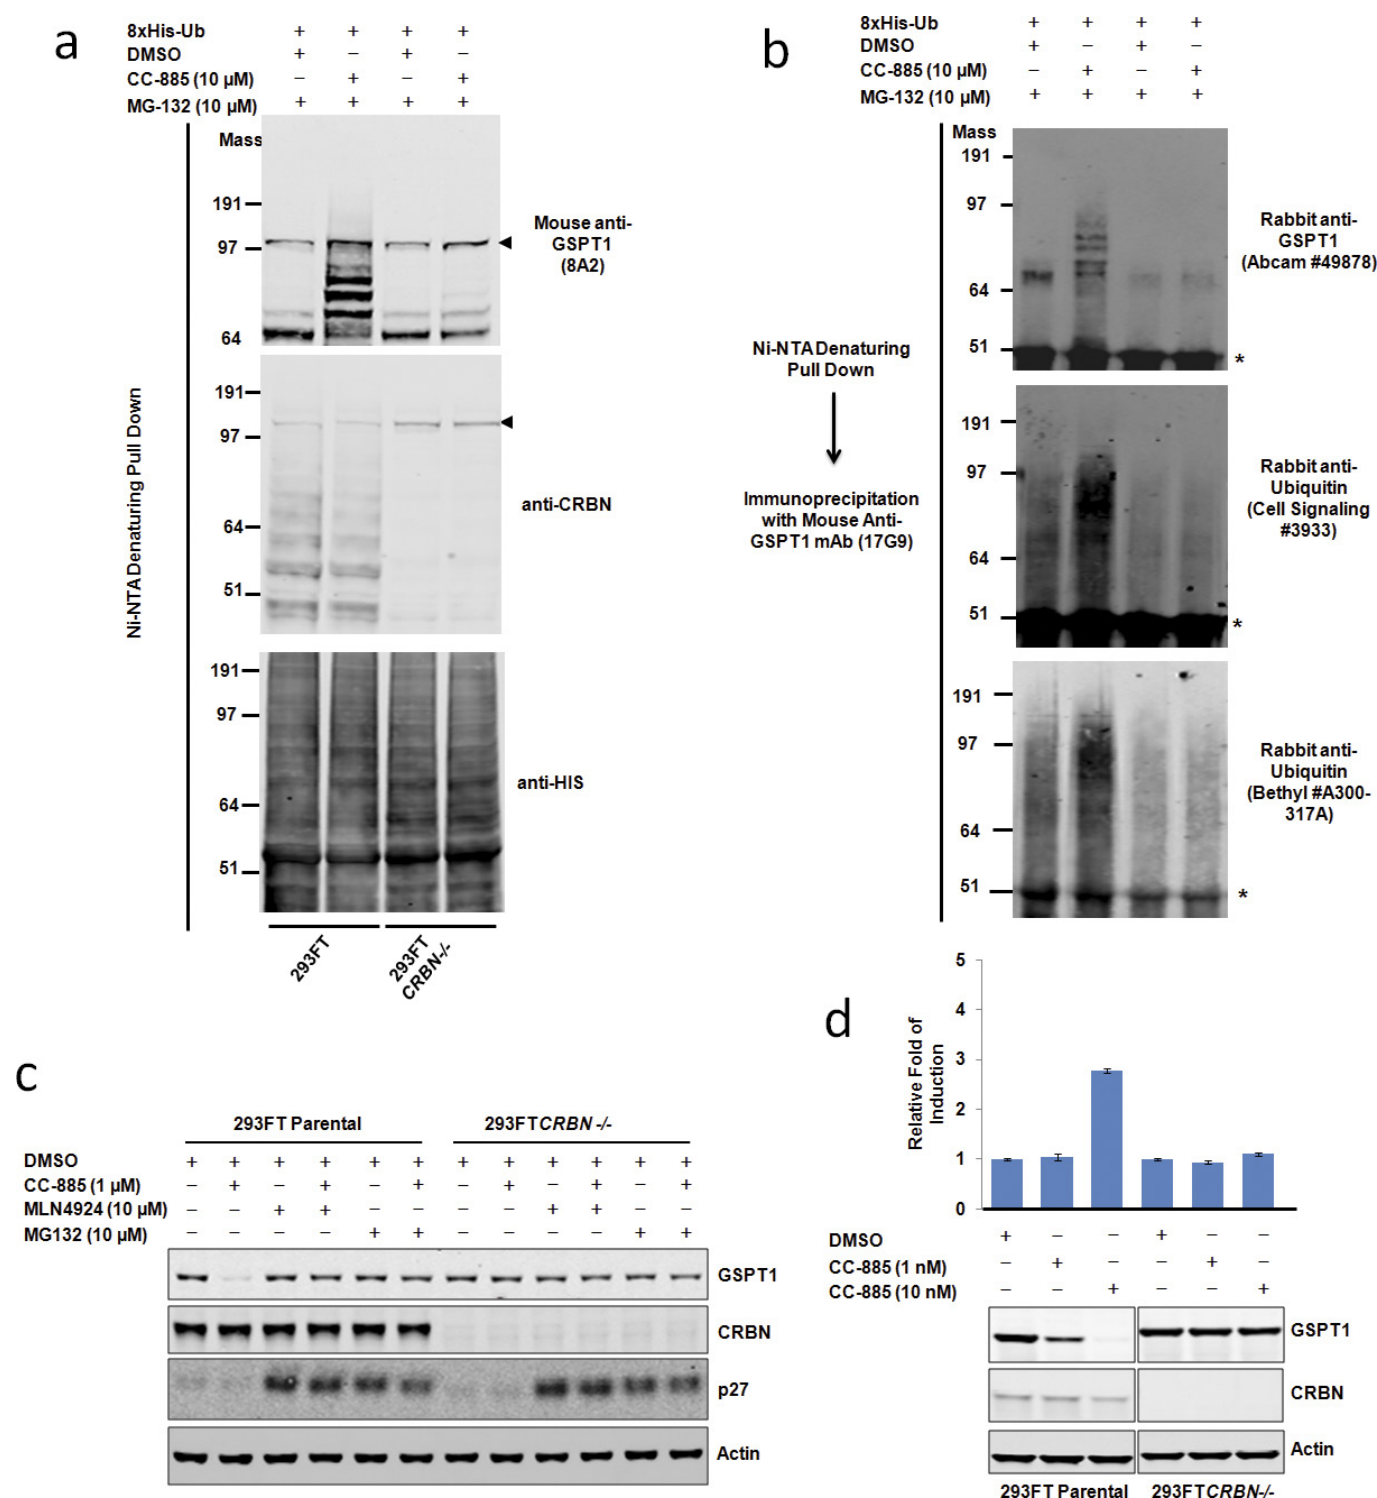 a
8xHis-Ub + + + +
DMSO + – + –
CC-885 (10 µM) – + – +
MG-132 (10 µM) + + + +
Mass
191
97
64
Mouse anti-
GSPT1
(8A2)
191
97
64
51
anti-CRBN
191
97
64
51
anti-HIS
Ni-NTA Denaturing Pull Down
293FT
293FT
CRBN-/-
b
8xHis-Ub + + + +
DMSO + – + –
CC-885 (10 µM) – + – +
MG-132 (10 µM) + + + +
Mass
191
97
64
51
*
Rabbit anti-
GSPT1
(Abcam #49878)
Ni-NTA Denaturing
Pull Down
Immunoprecipitation
with Mouse Anti-
GSPT1 mAb (17G9)
191
97
64
51
*
Rabbit anti-
Ubiquitin
(Cell Signaling
#3933)
191
97
64
51
*
Rabbit anti-
Ubiquitin
(Bethyl #A300-
317A)
c
293FT Parental 293FT CRBN -/-
DMSO + + + + + + + + + + + +
CC-885 (1 µM) – + – + – + – + – + – +
MLN4924 (10 µM) – – + + – – – – + + – –
MG132 (10 µM) – – – – + + – – – – + +
GSPT1
CRBN
p27
Actin
d
Relative Fold of
Induction
5
4
3
2
1
0
DMSO + – – + – –
CC-885 (1 nM) – + – – + –
CC-885 (10 nM) – – + – – +
GSPT1
CRBN
Actin
293FT Parental 293FT CRBN-/-